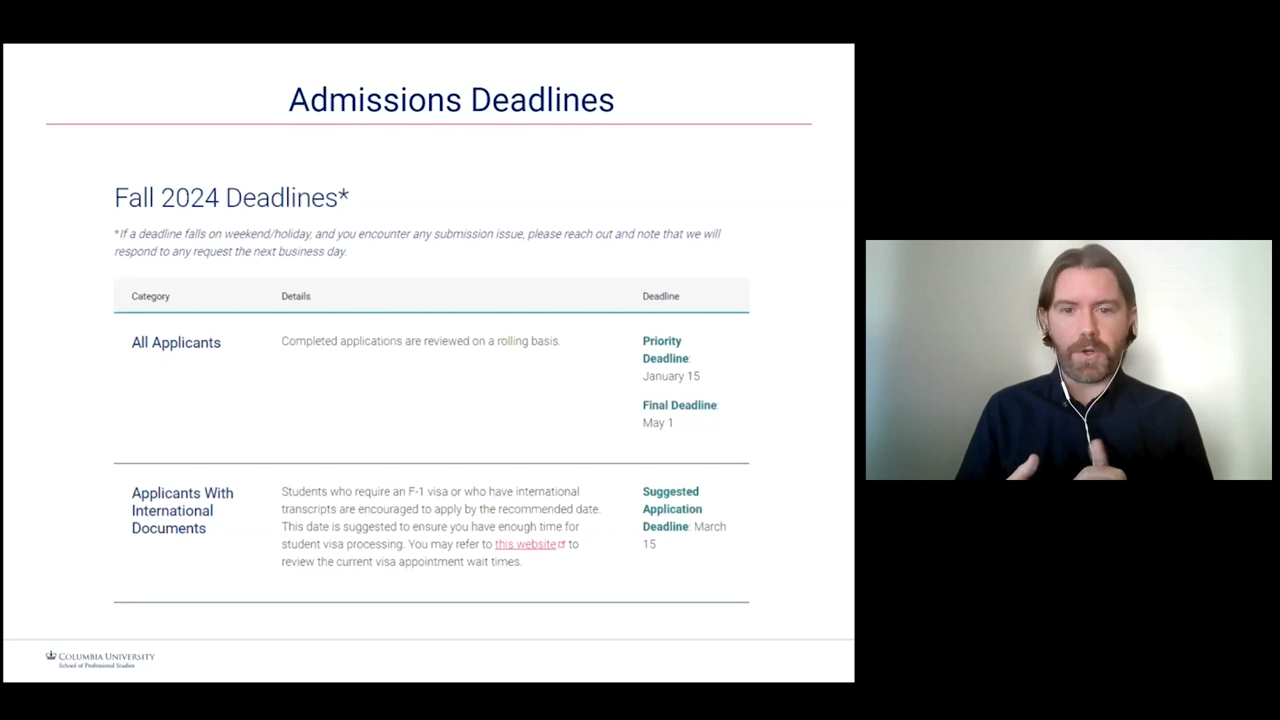 Admissions Deadlines
Fall 2024 Deadlines*
*If a deadline falls on weekend/holiday, and you encounter any submission issue, please reach out and note that we will
respond to any request the next business day.
Category Details Deadline
All Applicants
Completed applications are reviewed on a rolling basis.
Priority
Deadline:
January 15
Final Deadline:
May 1
Applicants With
International
Documents
Students who require an F-1 visa or who have international
transcripts are encouraged to apply by the recommended date.
This date is suggested to ensure you have enough time for
student visa processing. You may refer to this website to
review the current visa appointment wait times.
Suggested
Application
Deadline: March
15
COLUMBIA UNIVERSITY
School of Professional Studies